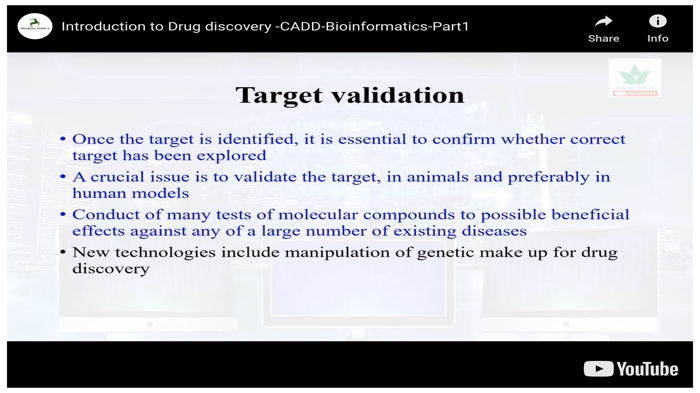 Introduction to Drug discovery -CADD-Bioinformatics-Part1
Share
Info
Target validation
• Once the target is identified, it is essential to confirm whether correct
target has been explored
• A crucial issue is to validate the target, in animals and preferably in
human models
• Conduct of many tests of molecular compounds to possible beneficial
effects against any of a large number of existing diseases
• New technologies include manipulation of genetic make up for drug
discovery
YouTube